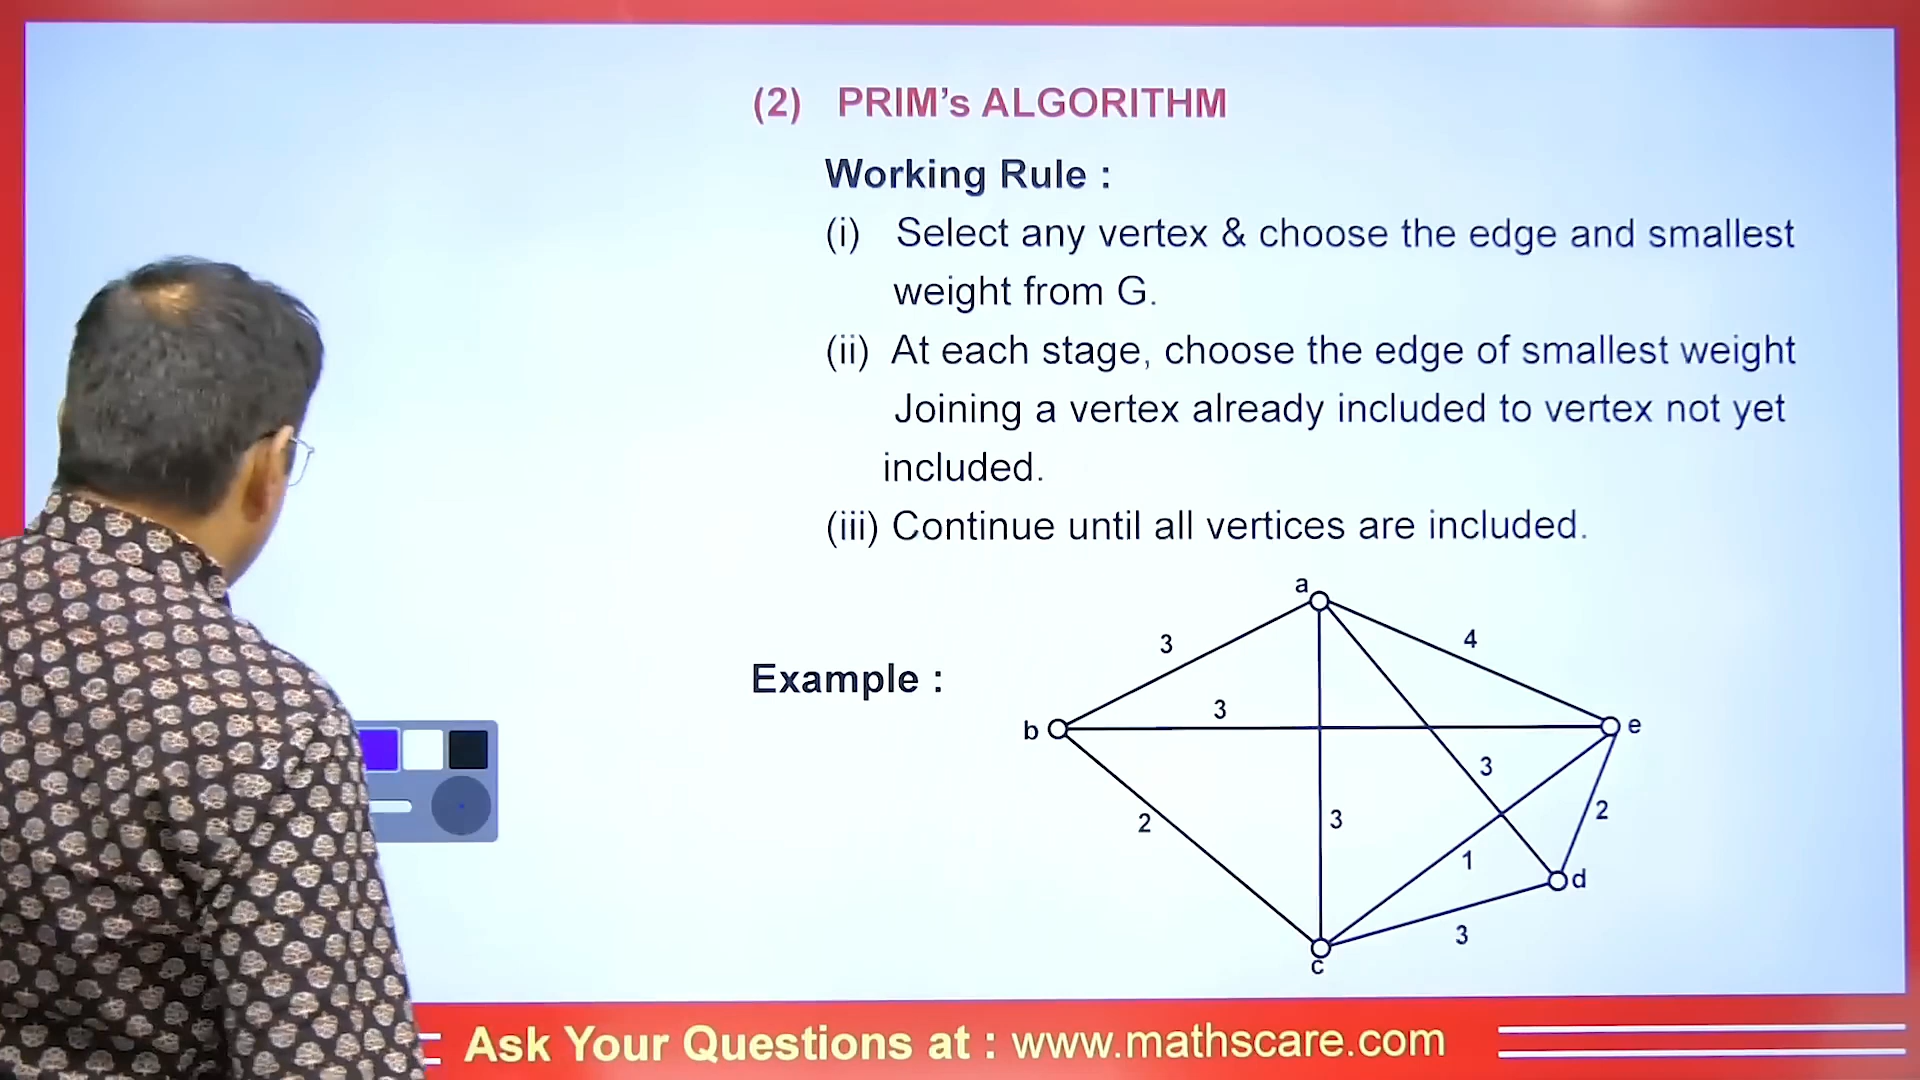 (2) PRIM’s ALGORITHM
Working Rule :
(i) Select any vertex & choose the edge and smallest
weight from G.
(ii) At each stage, choose the edge of smallest weight
Joining a vertex already included to vertex not yet
included.
(iii) Continue until all vertices are included.
a
3
4
Example :
3
b
e
3
2
3
2
1
d
3
c
Ask Your Questions at : www.mathscare.com